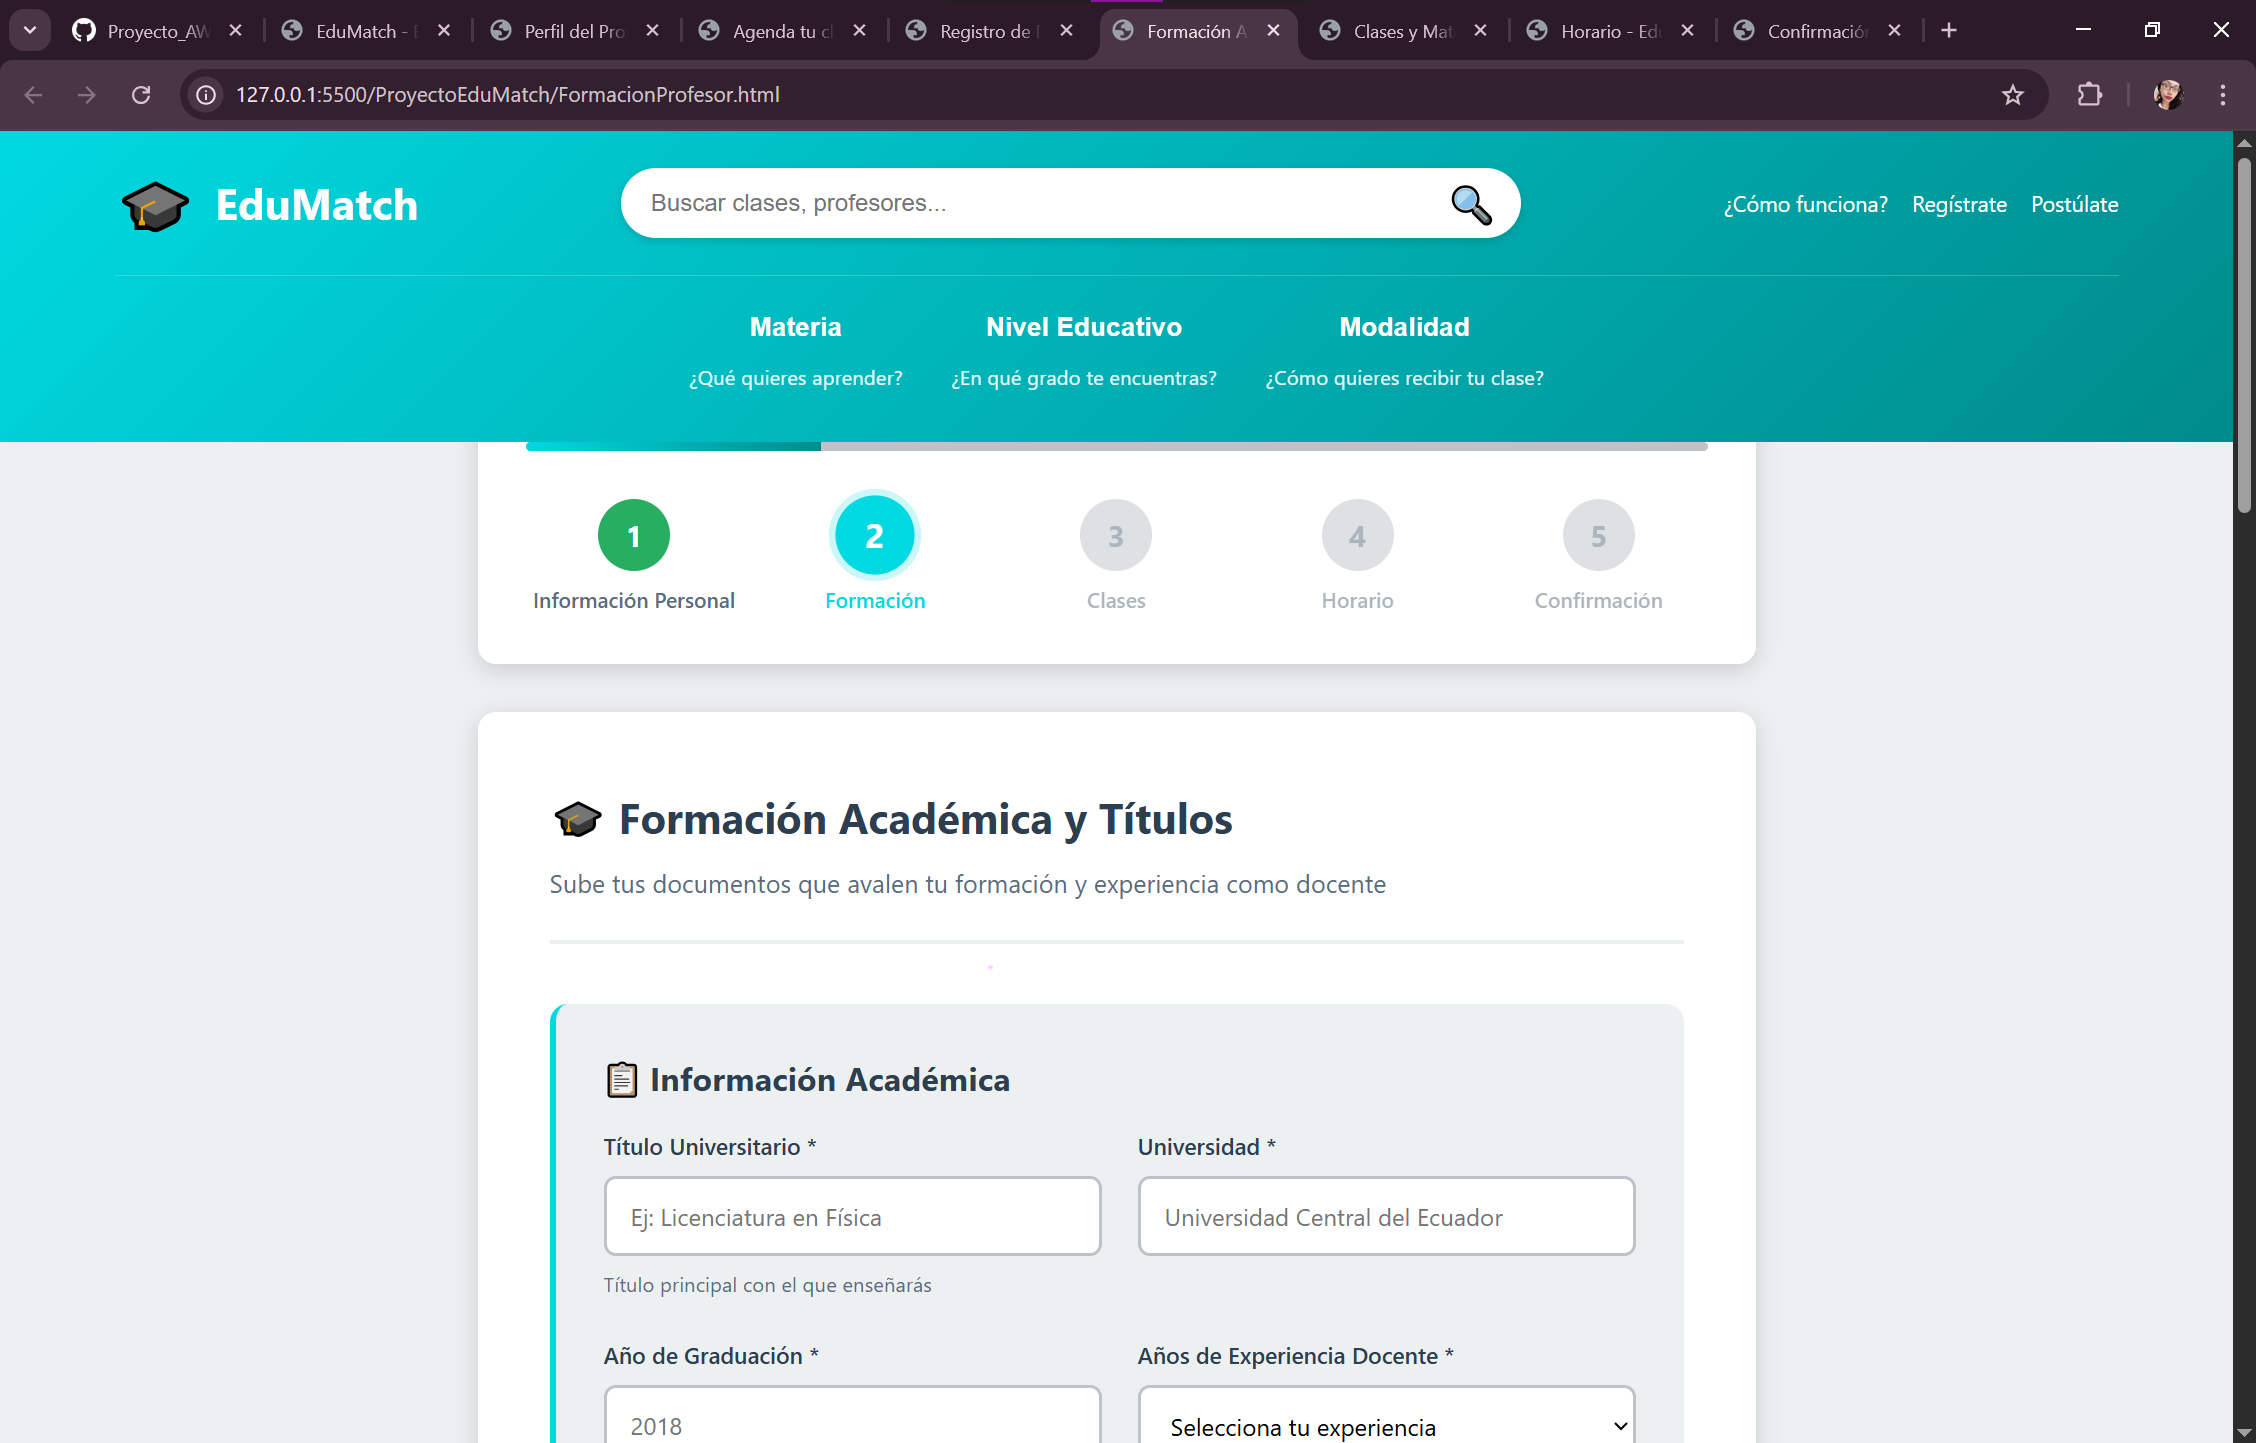 Proyecto_AW
EduMatch -
Perfil del Pro
Agenda tu cl
Registro de
Formación A
Clases y Mat
Horario - Ed
Confirmación
127.0.0.1:5500/ProyectoEduMatch/FormacionProfesor.html
EduMatch
Buscar clases, profesores...
¿Cómo funciona? Regístrate Postúlate
Materia Nivel Educativo Modalidad
¿Qué quieres aprender? ¿En qué grado te encuentras? ¿Cómo quieres recibir tu clase?
1 2 3 4 5
Información Personal Formación Clases Horario Confirmación
Formación Académica y Títulos
Sube tus documentos que avalen tu formación y experiencia como docente
Información Académica
Título Universitario * Universidad *
Ej: Licenciatura en Física Universidad Central del Ecuador
Título principal con el que enseñarás
Año de Graduación * Años de Experiencia Docente *
2018 Selecciona tu experiencia